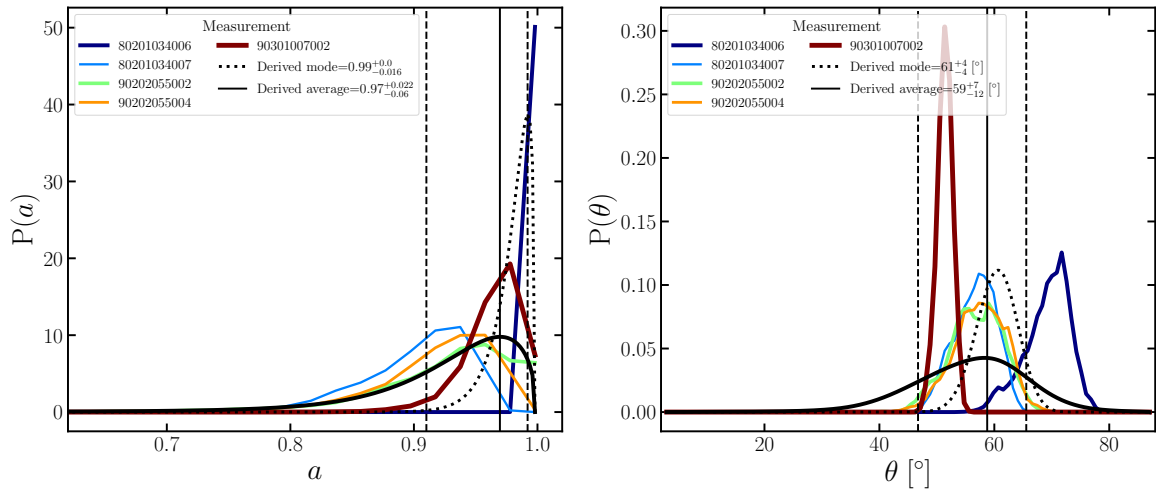 Measurement
80201034006
80201034007
90202055002
90202055004
90301007002
Derived mode=0.99+0.0 −0.016
Derived average=0.97+0.022 −0.06
P(a)
50
40
30
20
10
0
0.7 0.8 0.9 1.0
a
Measurement
80201034006
80201034007
90202055002
90202055004
90301007002
Derived mode=61+4 −4 [°]
Derived average=59+7 −12 [°]
P(θ)
0.30
0.25
0.20
0.15
0.10
0.05
0.00
20 40 60 80
θ [°]